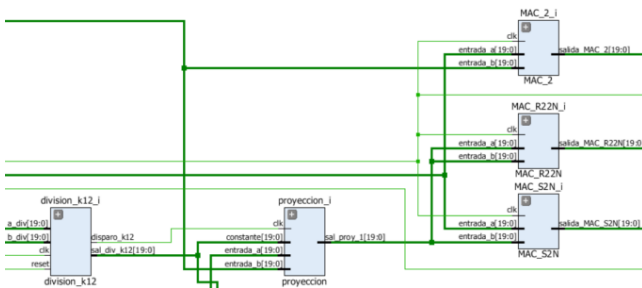 MAC_2_i
clk
entrada_a[19:0]
entrada_b[19:0]
salida_MAC_2[19:0]
MAC_2
MAC_R22N_i
clk
entrada_a[19:0]
entrada_b[19:0]
salida_MAC_R22N[19:0]
MAC_R22N
MAC_S2N_i
clk
entrada_a[19:0]
entrada_b[19:0]
salida_MAC_S2N[19:0]
MAC_S2N
division_k12_i
a_div[19:0]
b_div[19:0]
clk
reset
disparo_k12
sal_div_k12[19:0]
division_k12
proyeccion_i
clk
constante[19:0]
entrada_a[19:0]
entrada_b[19:0]
sal_proy_1[19:0]
proyeccion